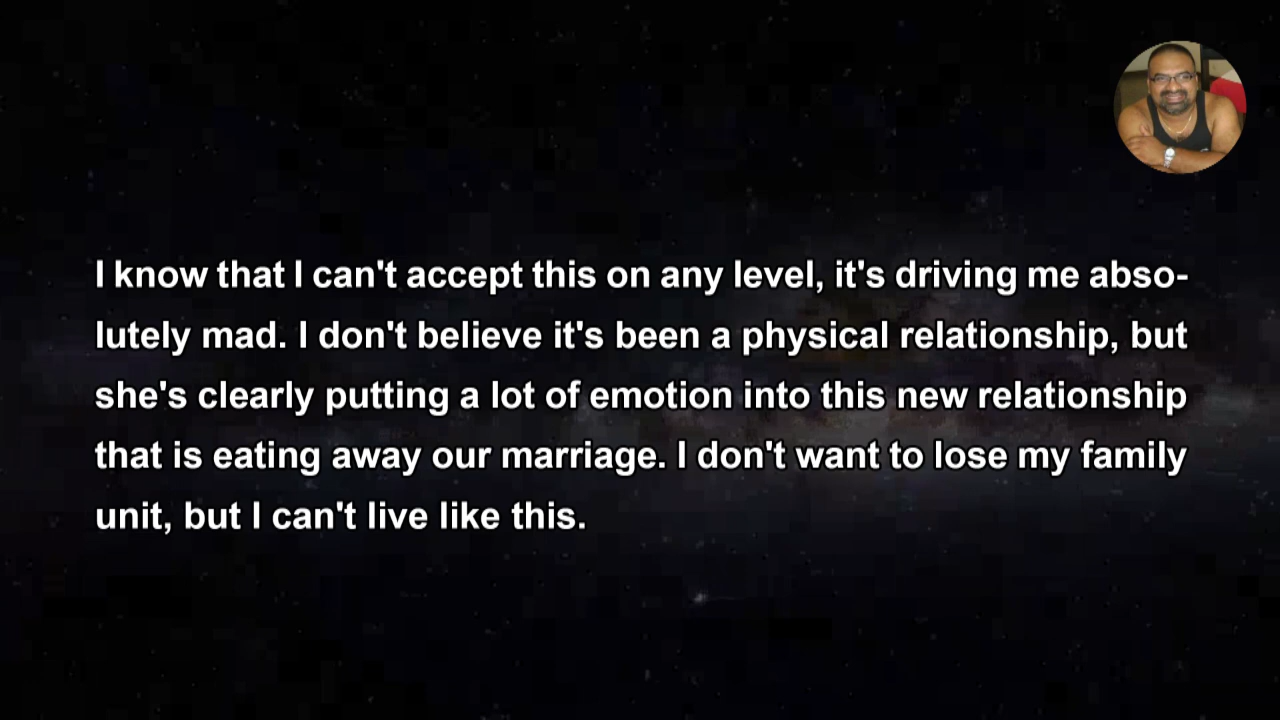 I know that I can't accept this on any level, it's driving me abso-
lutely mad. I don't believe it's been a physical relationship, but
she's clearly putting a lot of emotion into this new relationship
that is eating away our marriage. I don't want to lose my family
unit, but I can't live like this.